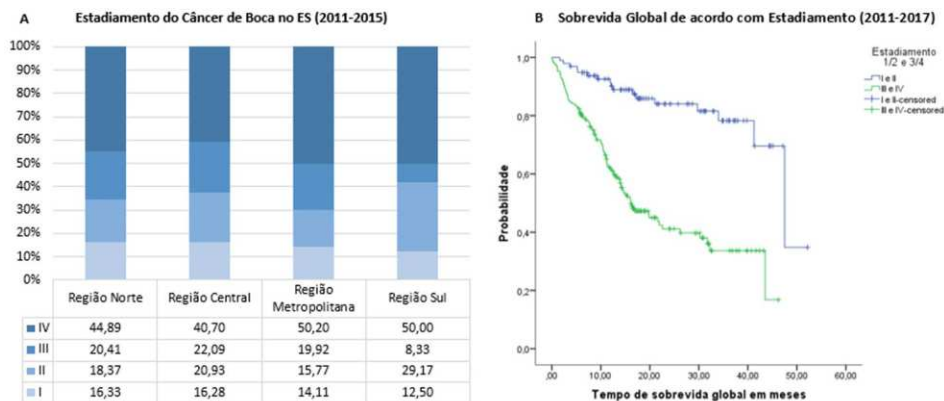 A Estadiamento do Câncer de Boca no ES (2011-2015)
100%
90%
80%
70%
60%
50%
40%
30%
20%
10%
0%
Região Norte Região Central Região Metropolitana Região Sul
IV 44,89 40,70 50,20 50,00
III 20,41 22,09 19,92 8,33
II 18,37 20,93 15,77 29,17
I 16,33 16,28 14,11 12,50
B Sobrevida Global de acordo com Estadiamento (2011-2017)
Estadiamento
1/2 e 3/4
I e II
III e IV
I e II-censored
III e IV-censored
Probabilidade
1,0
0,8
0,6
0,4
0,2
0,0
,00 10,00 20,00 30,00 40,00 50,00 60,00
Tempo de sobrevida global em meses